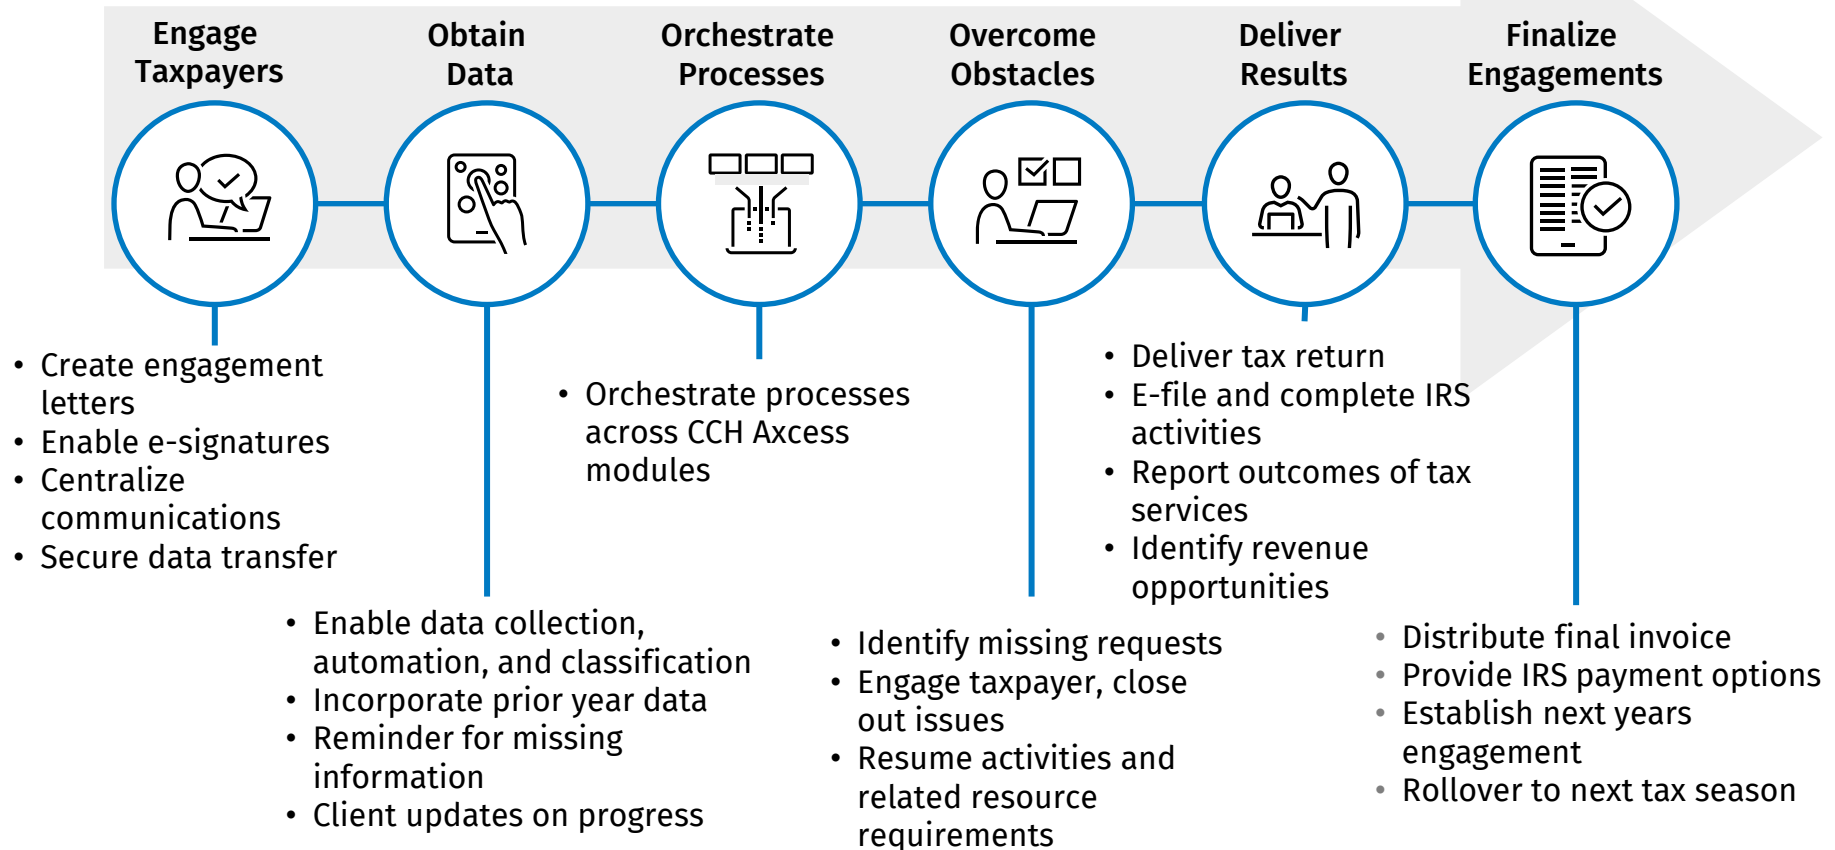 Engage
Taxpayers
Obtain
Data
Orchestrate
Processes
Overcome
Obstacles
Deliver
Results
Finalize
Engagements
• Create engagement
letters
• Enable e-signatures
• Centralize
communications
• Secure data transfer
• Enable data collection,
automation, and classification
• Incorporate prior year data
• Reminder for missing
information
• Client updates on progress
• Orchestrate processes
across CCH Axcess
modules
• Identify missing requests
• Engage taxpayer, close
out issues
• Resume activities and
related resource
requirements
• Deliver tax return
• E-file and complete IRS
activities
• Report outcomes of tax
services
• Identify revenue
opportunities
• Distribute final invoice
• Provide IRS payment options
• Establish next years
engagement
• Rollover to next tax season